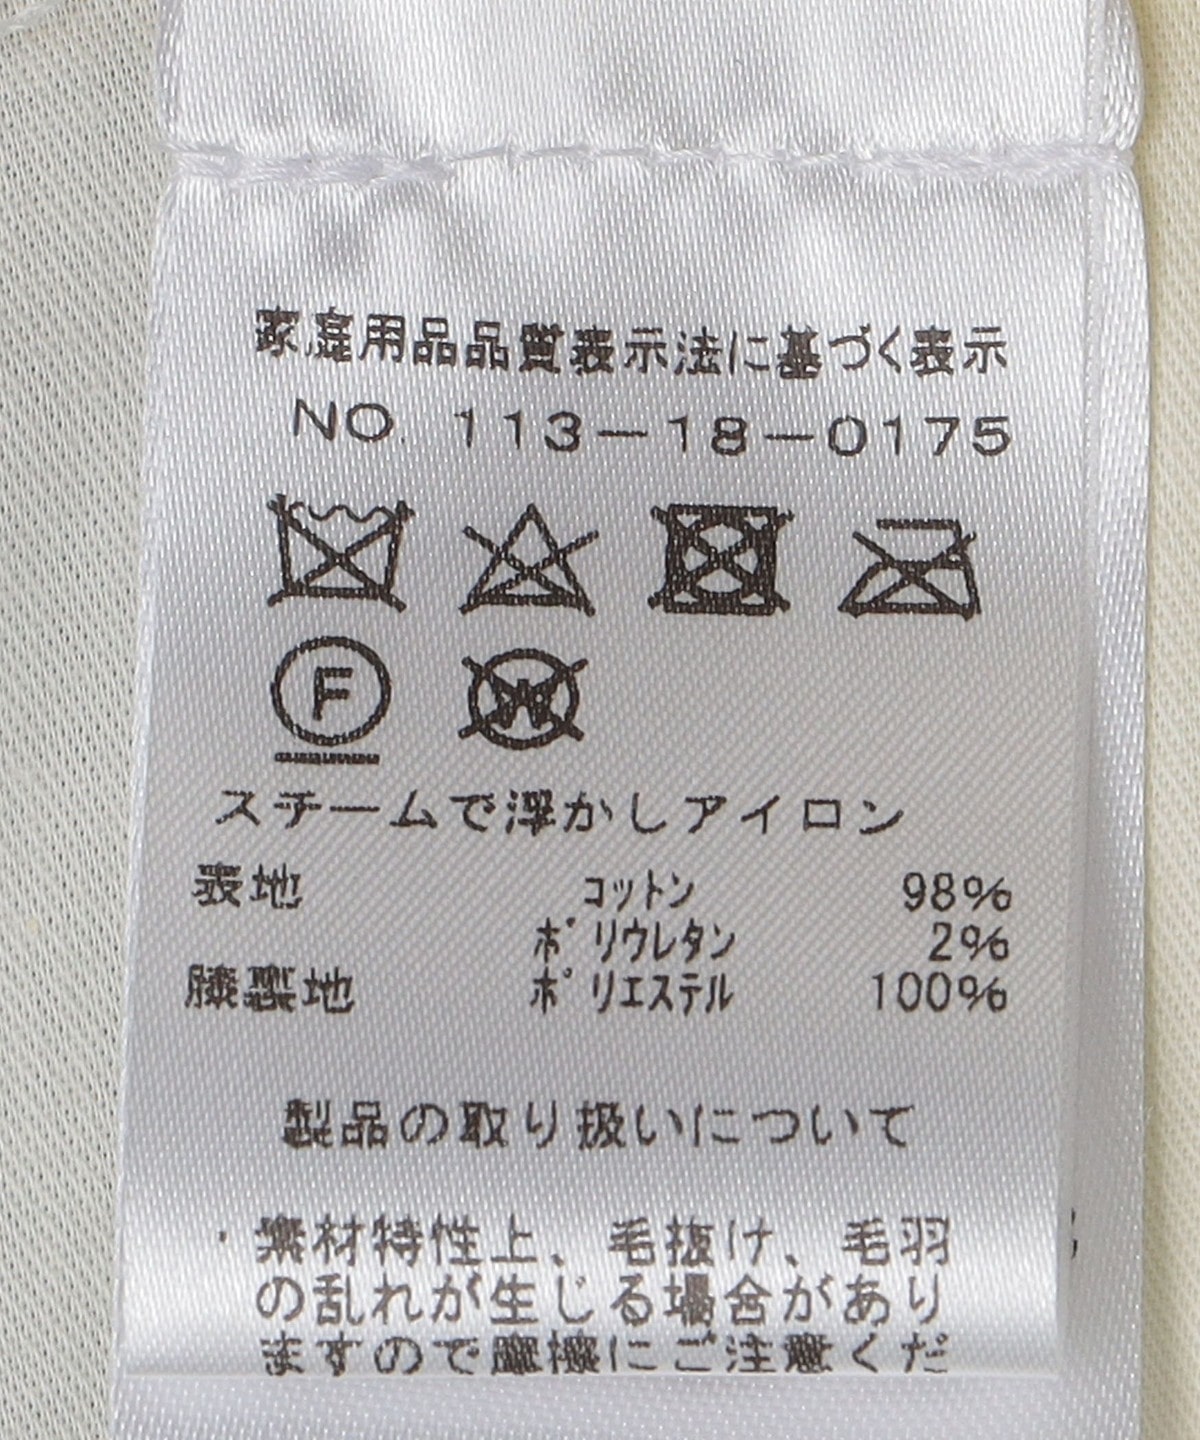 家庭用品品質表示法に基づく表示
NO. 113-18-0175
F
W
スチームで浮かしアイロン
表地 コットン 98%
ポリウレタン 2%
膝裏地 ポリエステル 100%
製品の取り扱いについて
・素材特性上、毛抜け、毛羽
の乱れが生じる場合があり
ますので摩擦にご注意くだ